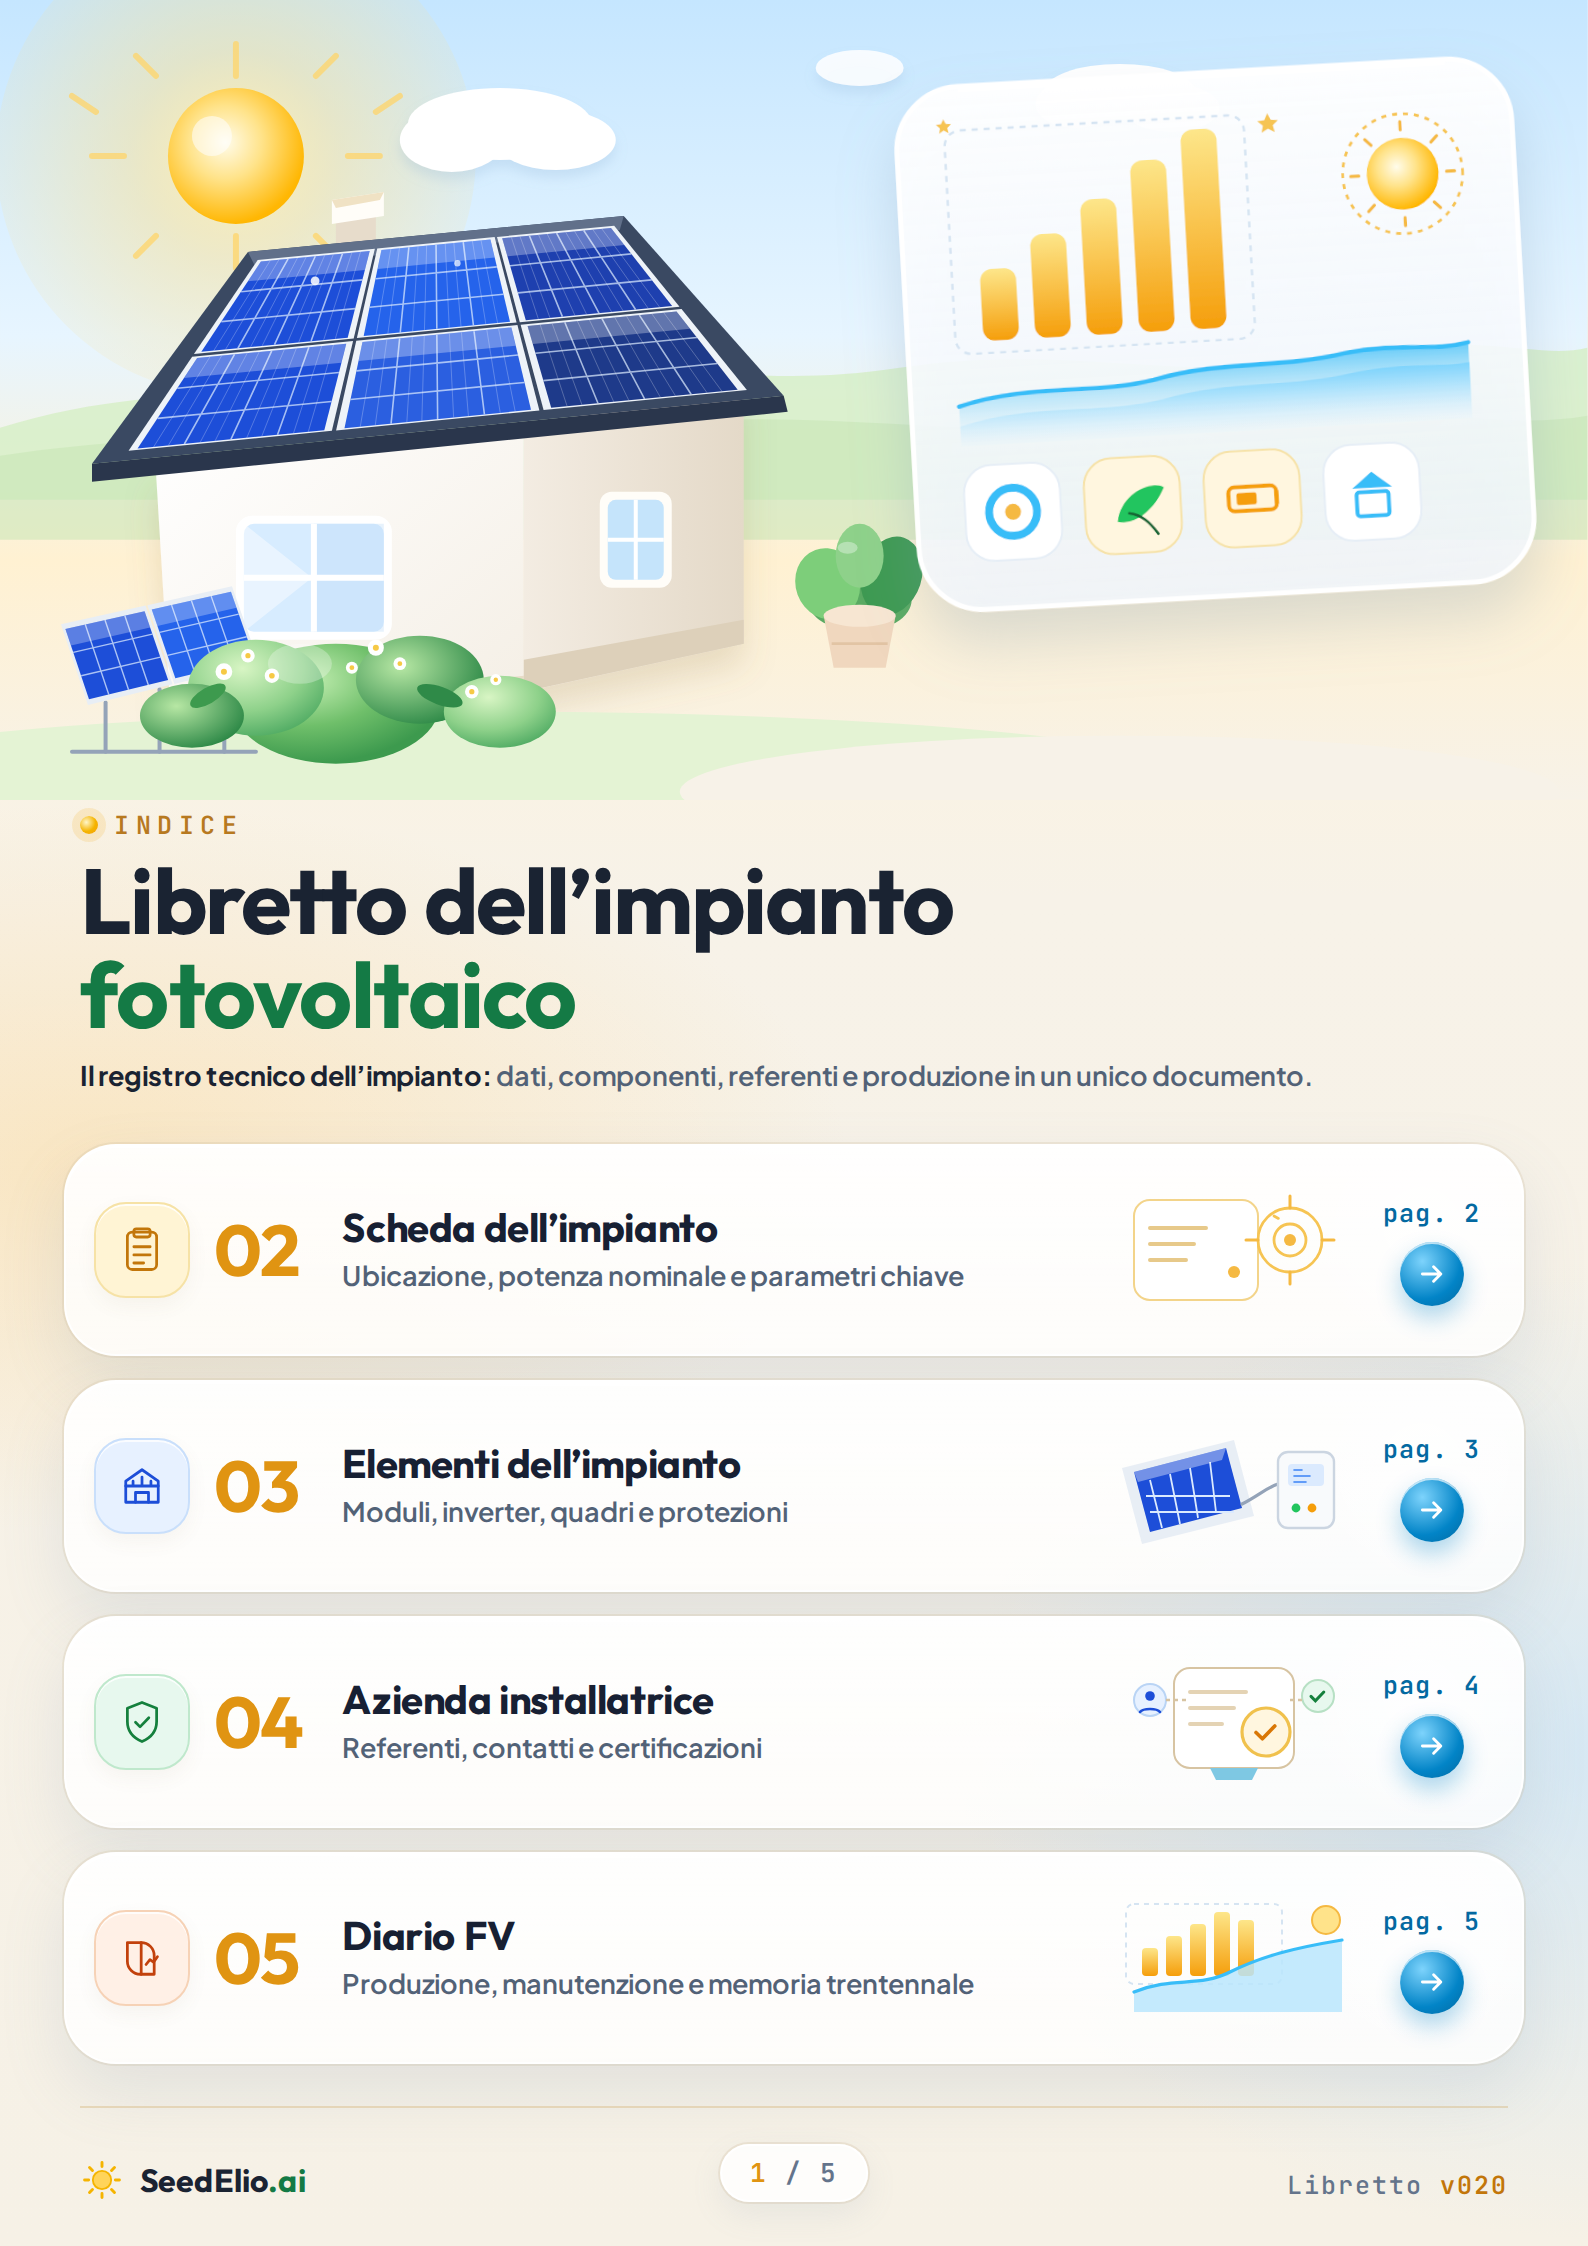 INDICE
Libretto dell’impianto
fotovoltaico
Il registro tecnico dell’impianto: dati, componenti, referenti e produzione in un unico documento.
02
Scheda dell’impianto
Ubicazione, potenza nominale e parametri chiave
pag. 2
03
Elementi dell’impianto
Moduli, inverter, quadri e protezioni
pag. 3
04
Azienda installatrice
Referenti, contatti e certificazioni
pag. 4
05
Diario FV
Produzione, manutenzione e memoria trentennale
pag. 5
SeedElio.ai
1 / 5
Libretto v020